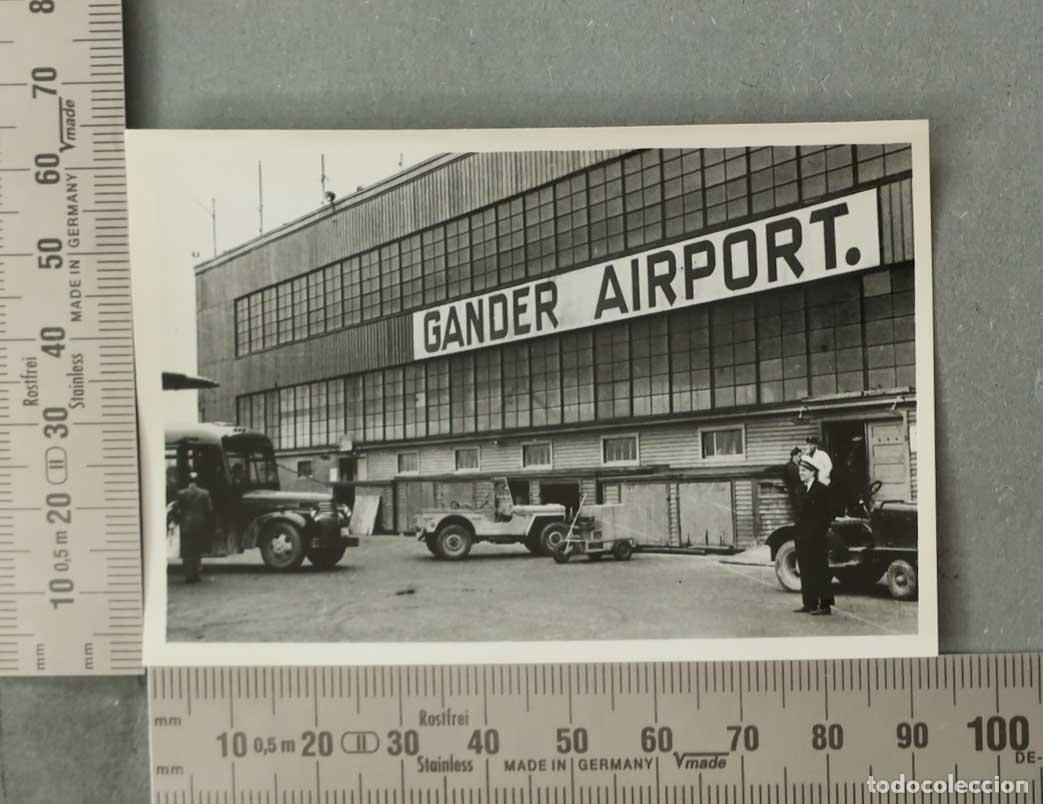 GANDER AIRPORT.
80
70
Vmade
60
50
MADE IN GERMANY
40
Rostfrei
Stainless
30
20
10 0,5 m
mm
mm
mm
mm
10 0,5 m 20 30 40 50 60 70 80 90 100
Rostfrei
Stainless
MADE IN GERMANY
Vmade
DE-
todocoleccion